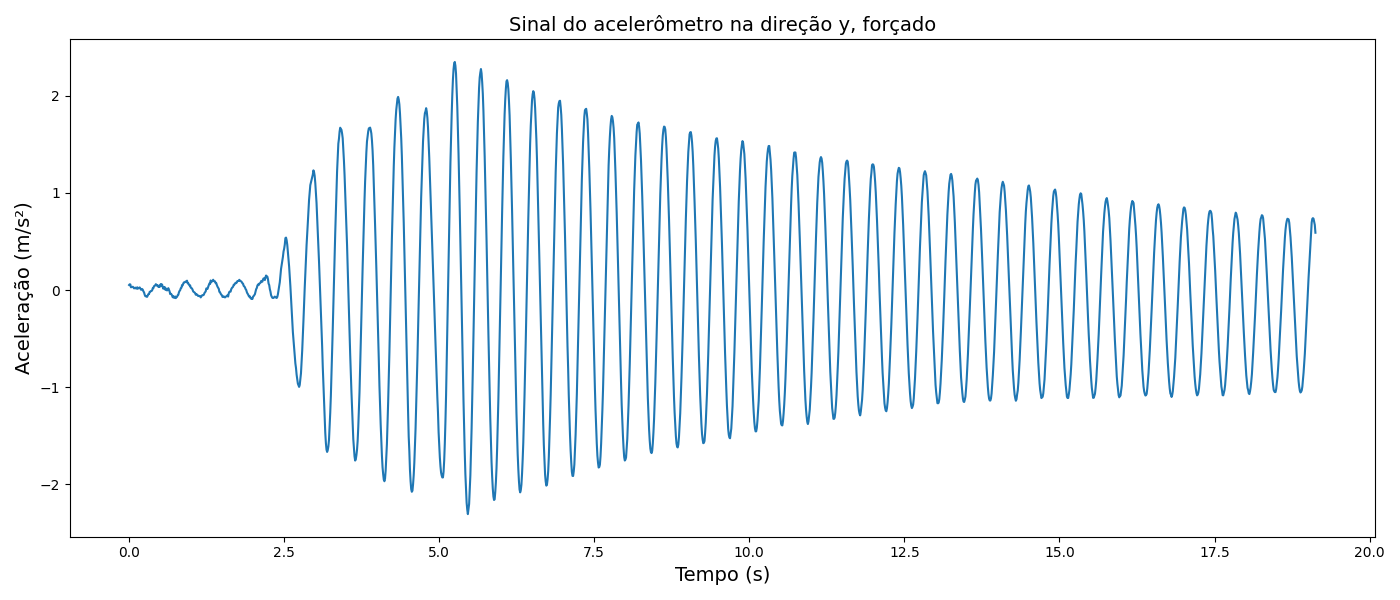 Sinal do acelerômetro na direção y, forçado
Aceleração (m/s²)
2
1
0
−1
−2
0.0 2.5 5.0 7.5 10.0 12.5 15.0 17.5 20.0
Tempo (s)